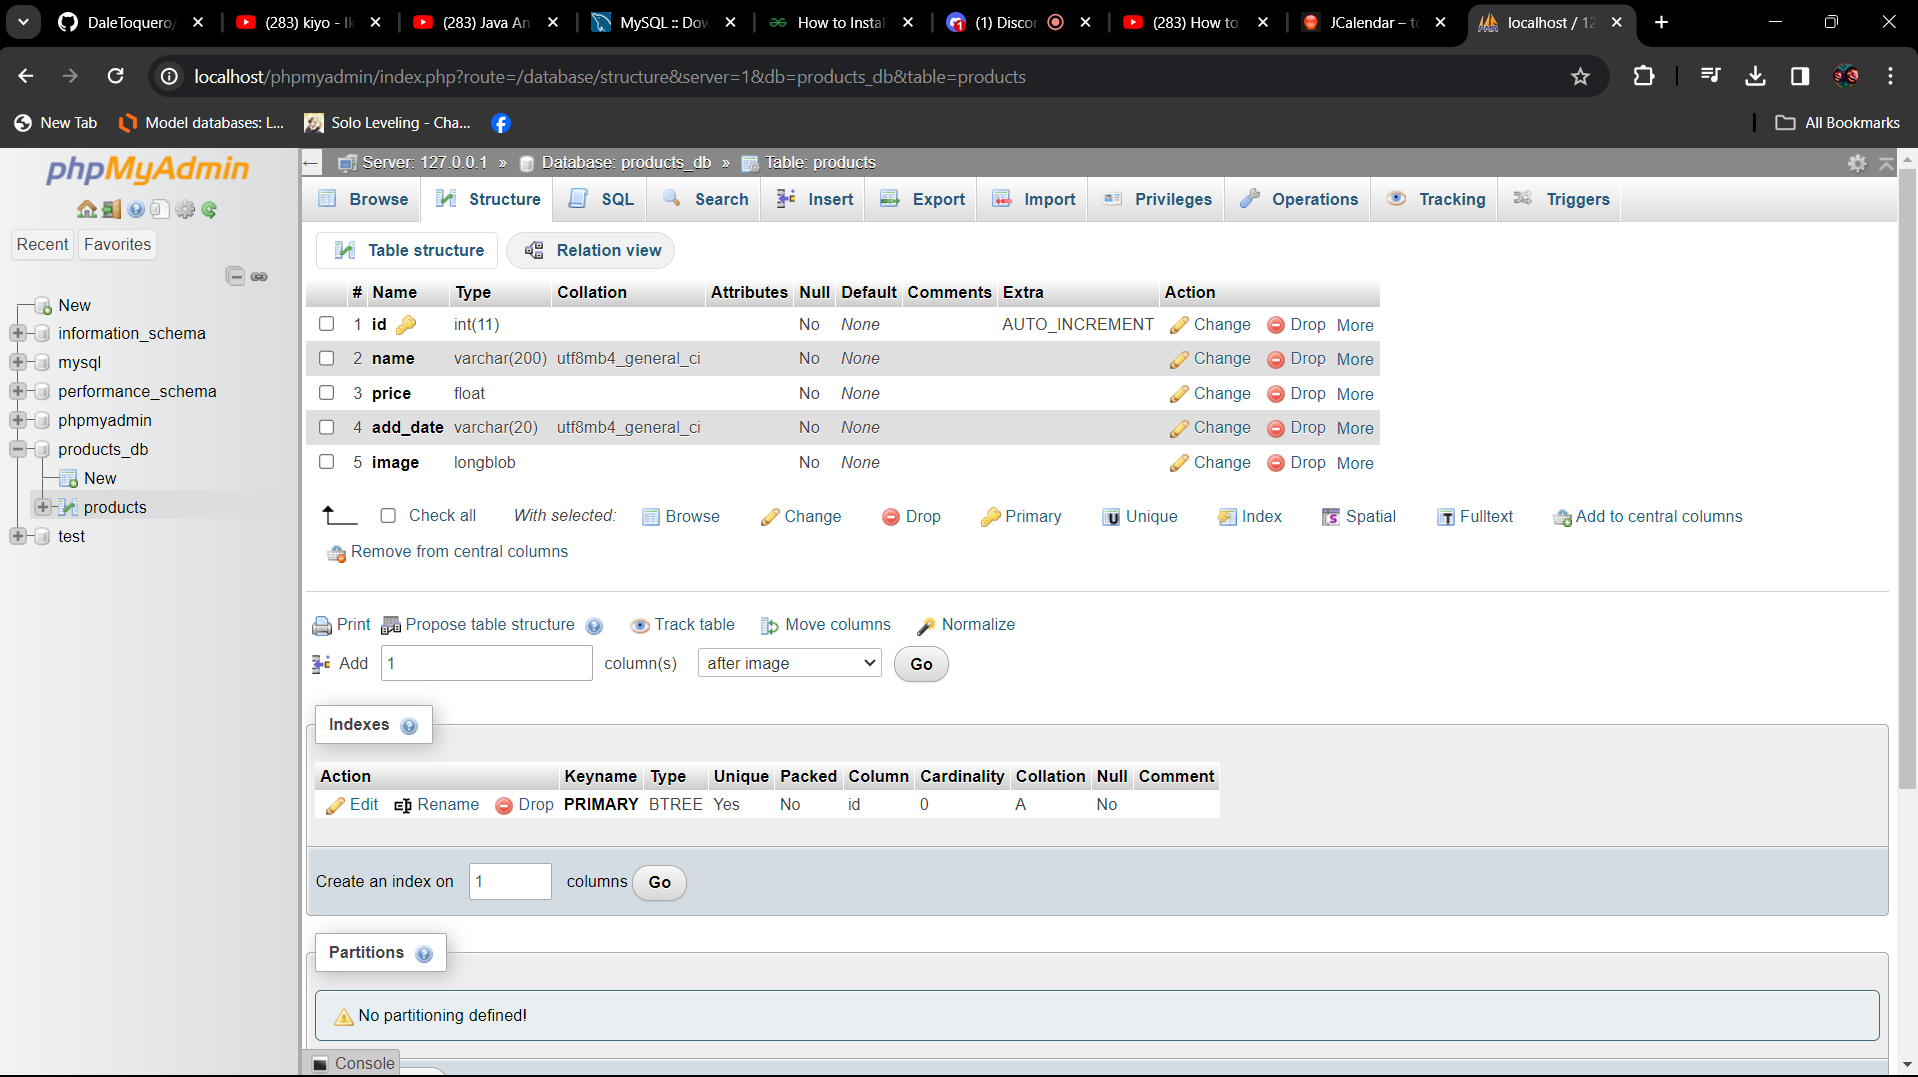 DaleToquero/
(283) kiyo - Ik
(283) Java An
MySQL :: Dow
How to Instal
(1) Discor
(283) How to
JCalendar – to
localhost / 12
localhost/phpmyadmin/index.php?route=/database/structure&server=1&db=products_db&table=products
New Tab
Model databases: L...
Solo Leveling - Cha...
All Bookmarks
phpMyAdmin
Recent Favorites
New
information_schema
mysql
performance_schema
phpmyadmin
products_db
New
products
test
Server: 127.0.0.1 » Database: products_db » Table: products
Browse Structure SQL Search Insert Export Import Privileges Operations Tracking Triggers
Table structure Relation view
# Name Type Collation Attributes Null Default Comments Extra Action
1 id int(11) No None AUTO_INCREMENT Change Drop More
2 name varchar(200) utf8mb4_general_ci No None Change Drop More
3 price float No None Change Drop More
4 add_date varchar(20) utf8mb4_general_ci No None Change Drop More
5 image longblob No None Change Drop More
Check all With selected: Browse Change Drop Primary Unique Index Spatial Fulltext Add to central columns
Remove from central columns
Print Propose table structure Track table Move columns Normalize
Add 1 column(s) after image Go
Indexes
Action Keyname Type Unique Packed Column Cardinality Collation Null Comment
Edit Rename Drop PRIMARY BTREE Yes No id 0 A No
Create an index on 1 columns Go
Partitions
No partitioning defined!
Console